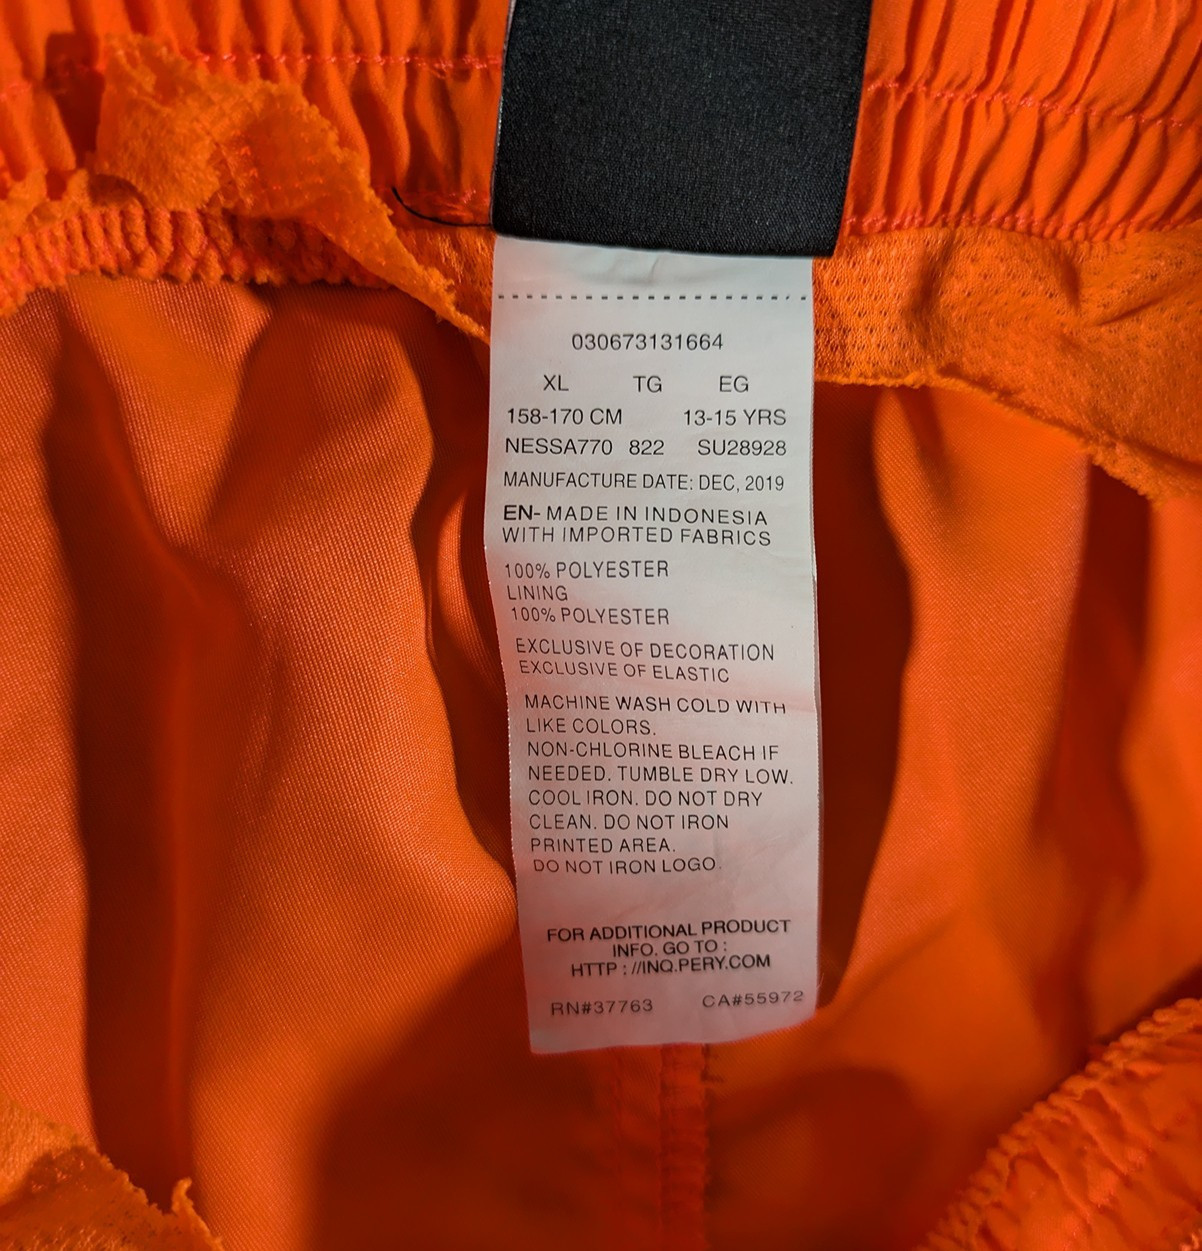 030673131664
XL TG EG
158-170 CM 13-15 YRS
NESSA770 822 SU28928
MANUFACTURE DATE: DEC, 2019
EN- MADE IN INDONESIA
WITH IMPORTED FABRICS
100% POLYESTER
LINING
100% POLYESTER
EXCLUSIVE OF DECORATION
EXCLUSIVE OF ELASTIC
MACHINE WASH COLD WITH
LIKE COLORS.
NON-CHLORINE BLEACH IF
NEEDED. TUMBLE DRY LOW.
COOL IRON. DO NOT DRY
CLEAN. DO NOT IRON
PRINTED AREA.
DO NOT IRON LOGO.
FOR ADDITIONAL PRODUCT
INFO. GO TO :
HTTP : //INQ.PERY.COM
RN#37763 CA#55972